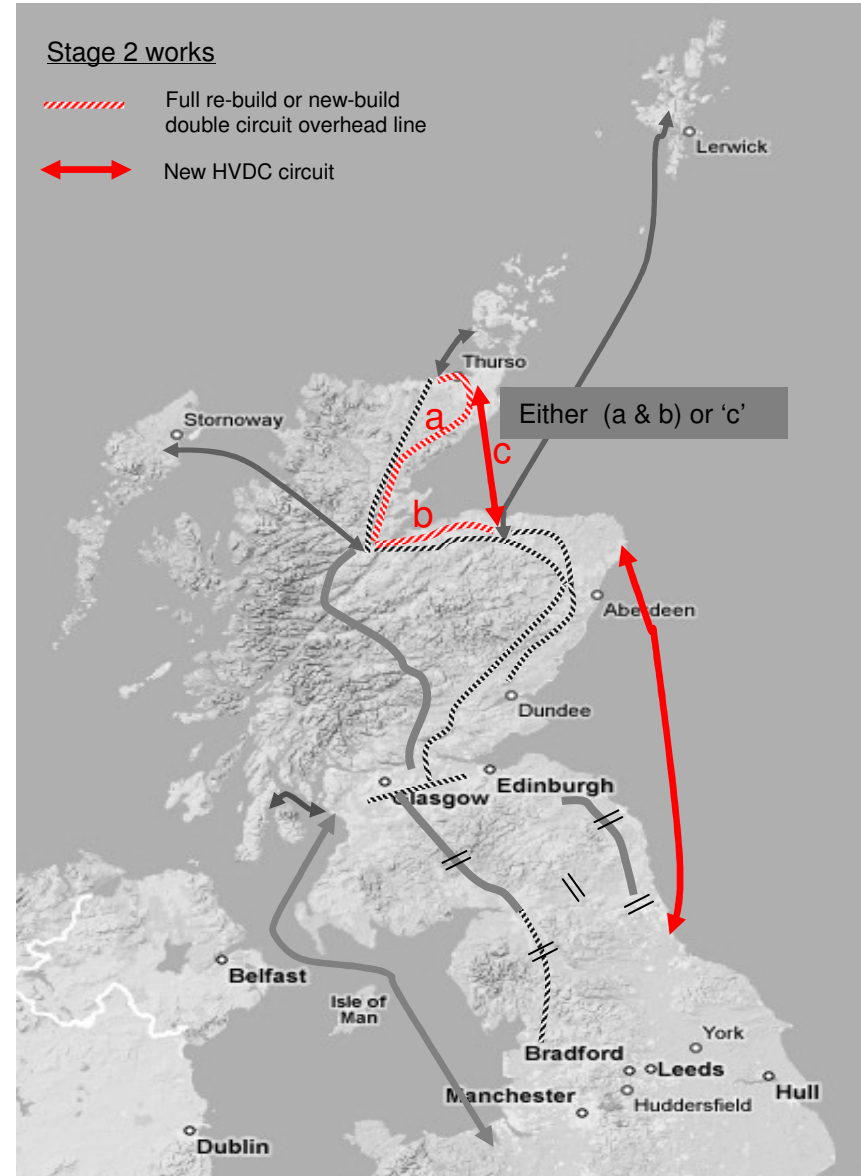 Stage 2 works
Full re-build or new-build
double circuit overhead line
New HVDC circuit
Lerwick
Thurso
Either (a & b) or ‘c’
Stornoway
a
c
b
Aberdeen
Dundee
Edinburgh
Glasgow
Belfast
Isle of
Man
York
Bradford
Leeds
Hull
Manchester
Huddersfield
Dublin